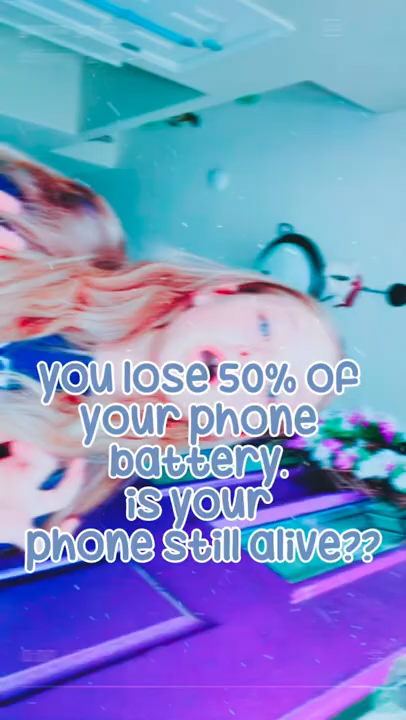 you lose 50% of
your phone
battery.
is your
phone still alive??